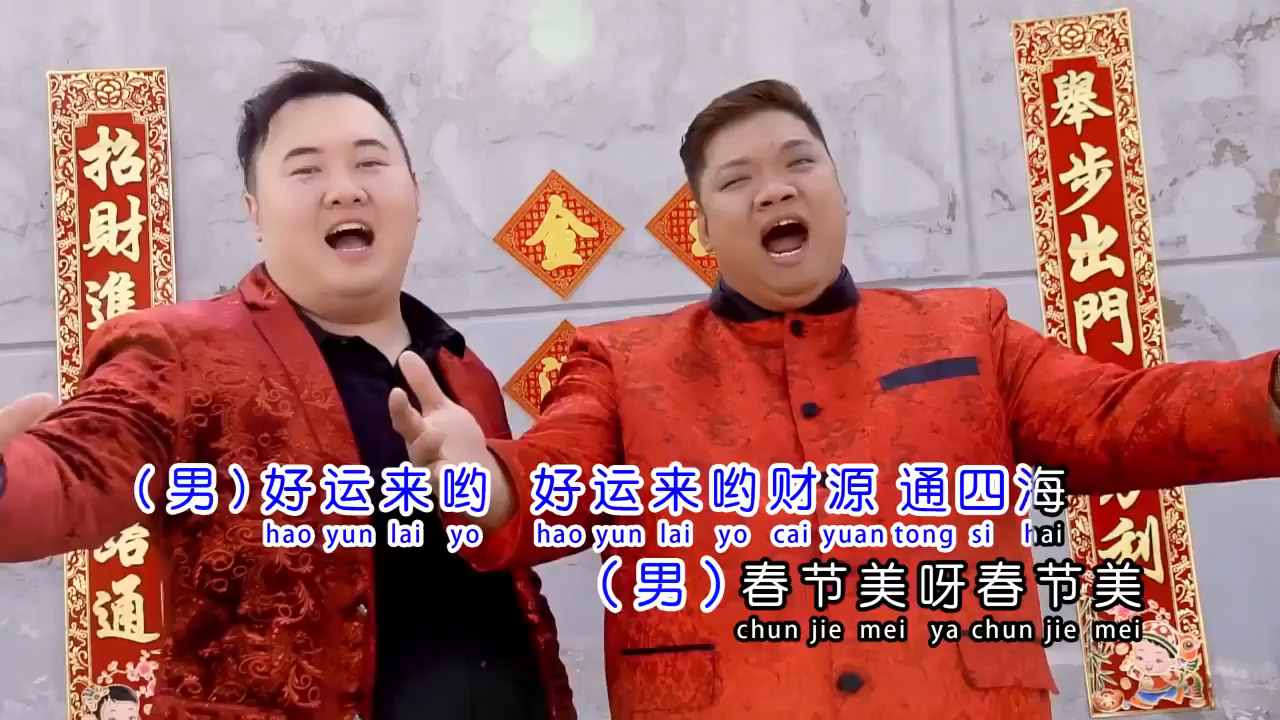 招財進
路通
金
舉步出門
利
(男)好运来哟 好运来哟财源 通四海
hao yun lai yo hao yun lai yo cai yuan tong si hai
(男)春节美呀春节美
chun jie mei ya chun jie mei